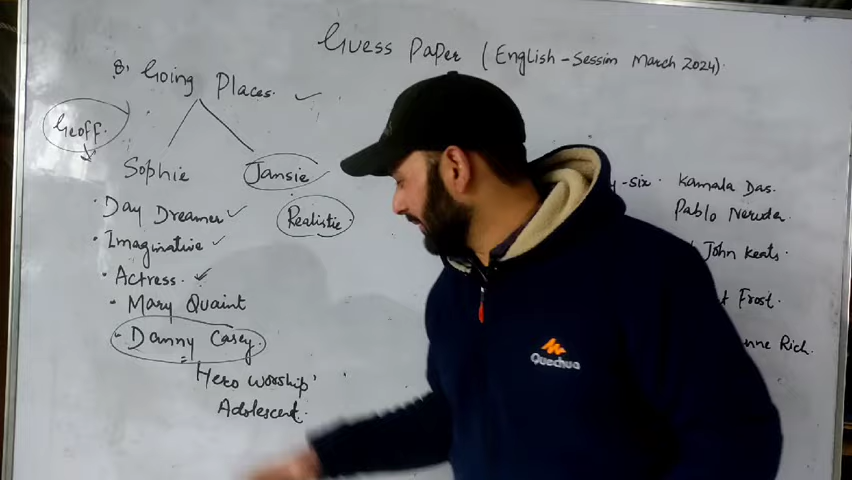 Guess Paper (English - Session March 2024)
8. Going Places
Geoff.
Sophie
Jansie
· Day Dreamer
Realistic
· Imaginative
· Actress
· Mary Quaint
- Danny Casey
Hero worship'
Adolescent.
-six. Kamala Das.
Pablo Neruda.
John Keats.
Frost.
Rich.
Quechua